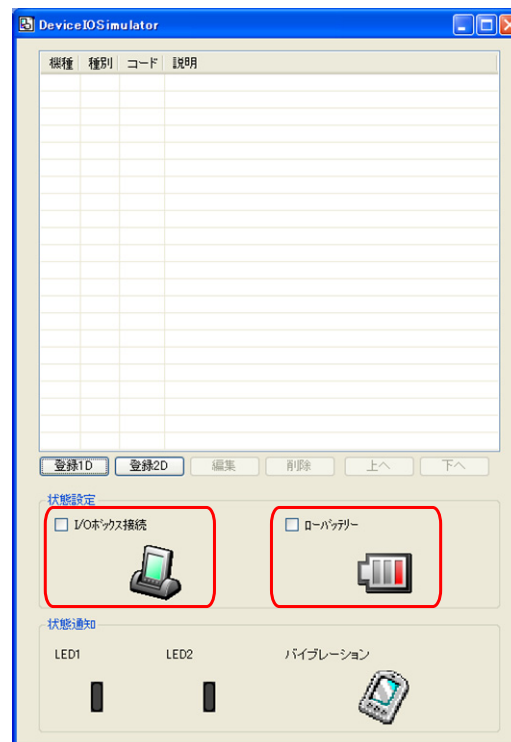 DeviceIOSimulator
機種 種別 コード 説明
登録1D 登録2D 編集 削除 上へ 下へ
状態設定
I/Oボックス接続 ローバッテリー
状態通知
LED1 LED2 バイブレーション